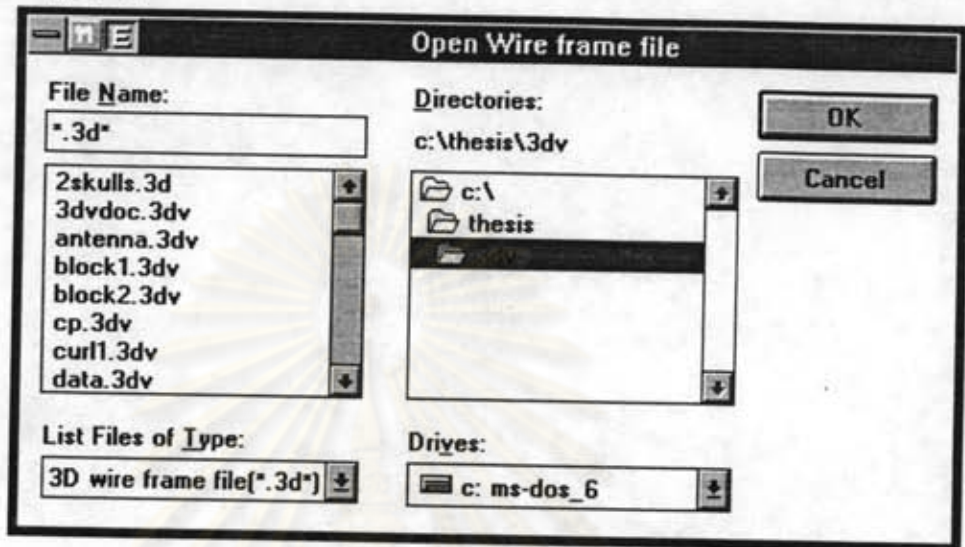 Open Wire frame file
File Name:
*.3d*
2skulls.3d
3dvdoc.3dv
antenna.3dv
block1.3dv
block2.3dv
cp.3dv
curl1.3dv
data.3dv
List Files of Type:
3D wire frame file(*.3d*)
Directories:
c:\thesis\3dv
c:\
thesis
Drives:
c: ms-dos_6
OK
Cancel